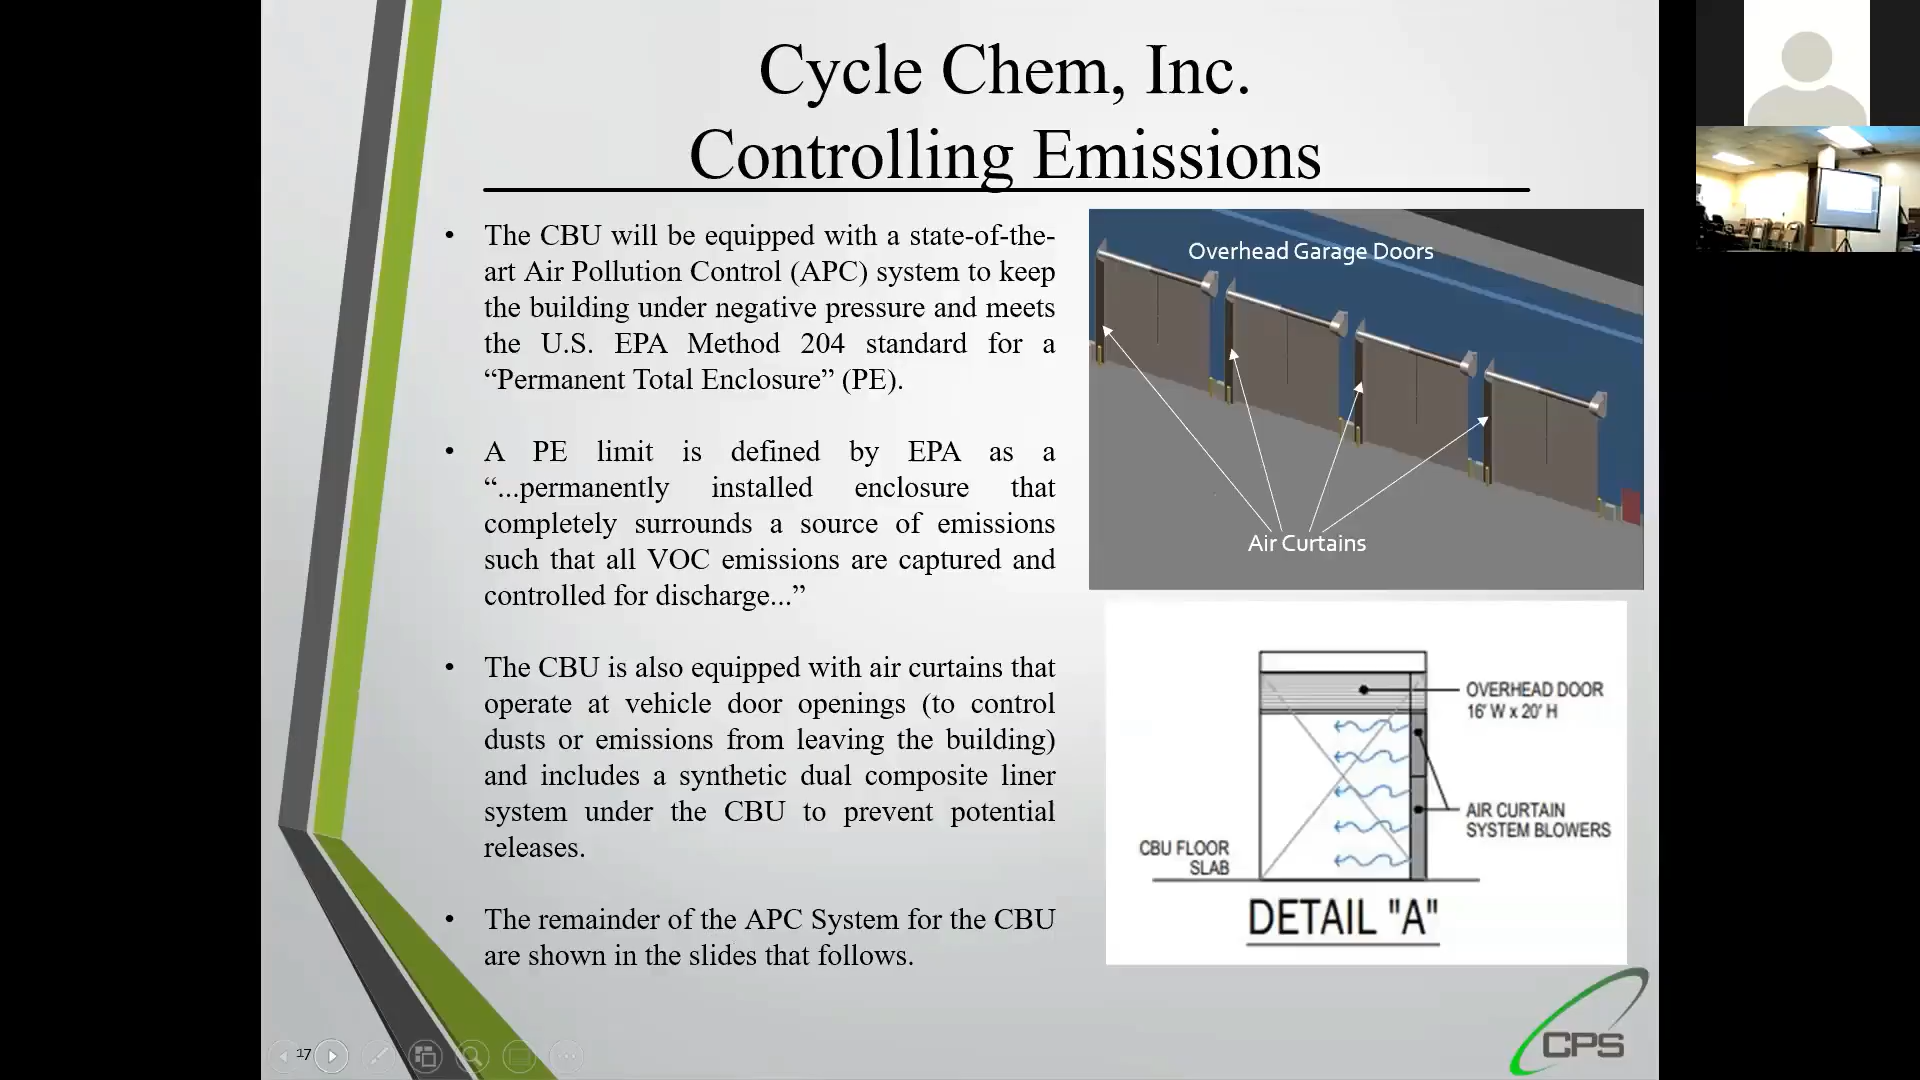 Cycle Chem, Inc.
Controlling Emissions
• The CBU will be equipped with a state-of-the-
art Air Pollution Control (APC) system to keep
the building under negative pressure and meets
the U.S. EPA Method 204 standard for a
“Permanent Total Enclosure” (PE).
• A PE limit is defined by EPA as a
“...permanently installed enclosure that
completely surrounds a source of emissions
such that all VOC emissions are captured and
controlled for discharge...”
• The CBU is also equipped with air curtains that
operate at vehicle door openings (to control
dusts or emissions from leaving the building)
and includes a synthetic dual composite liner
system under the CBU to prevent potential
releases.
• The remainder of the APC System for the CBU
are shown in the slides that follows.
Overhead Garage Doors
Air Curtains
OVERHEAD DOOR
16' W x 20' H
AIR CURTAIN
SYSTEM BLOWERS
CBU FLOOR
SLAB
DETAIL "A"
CPS
17